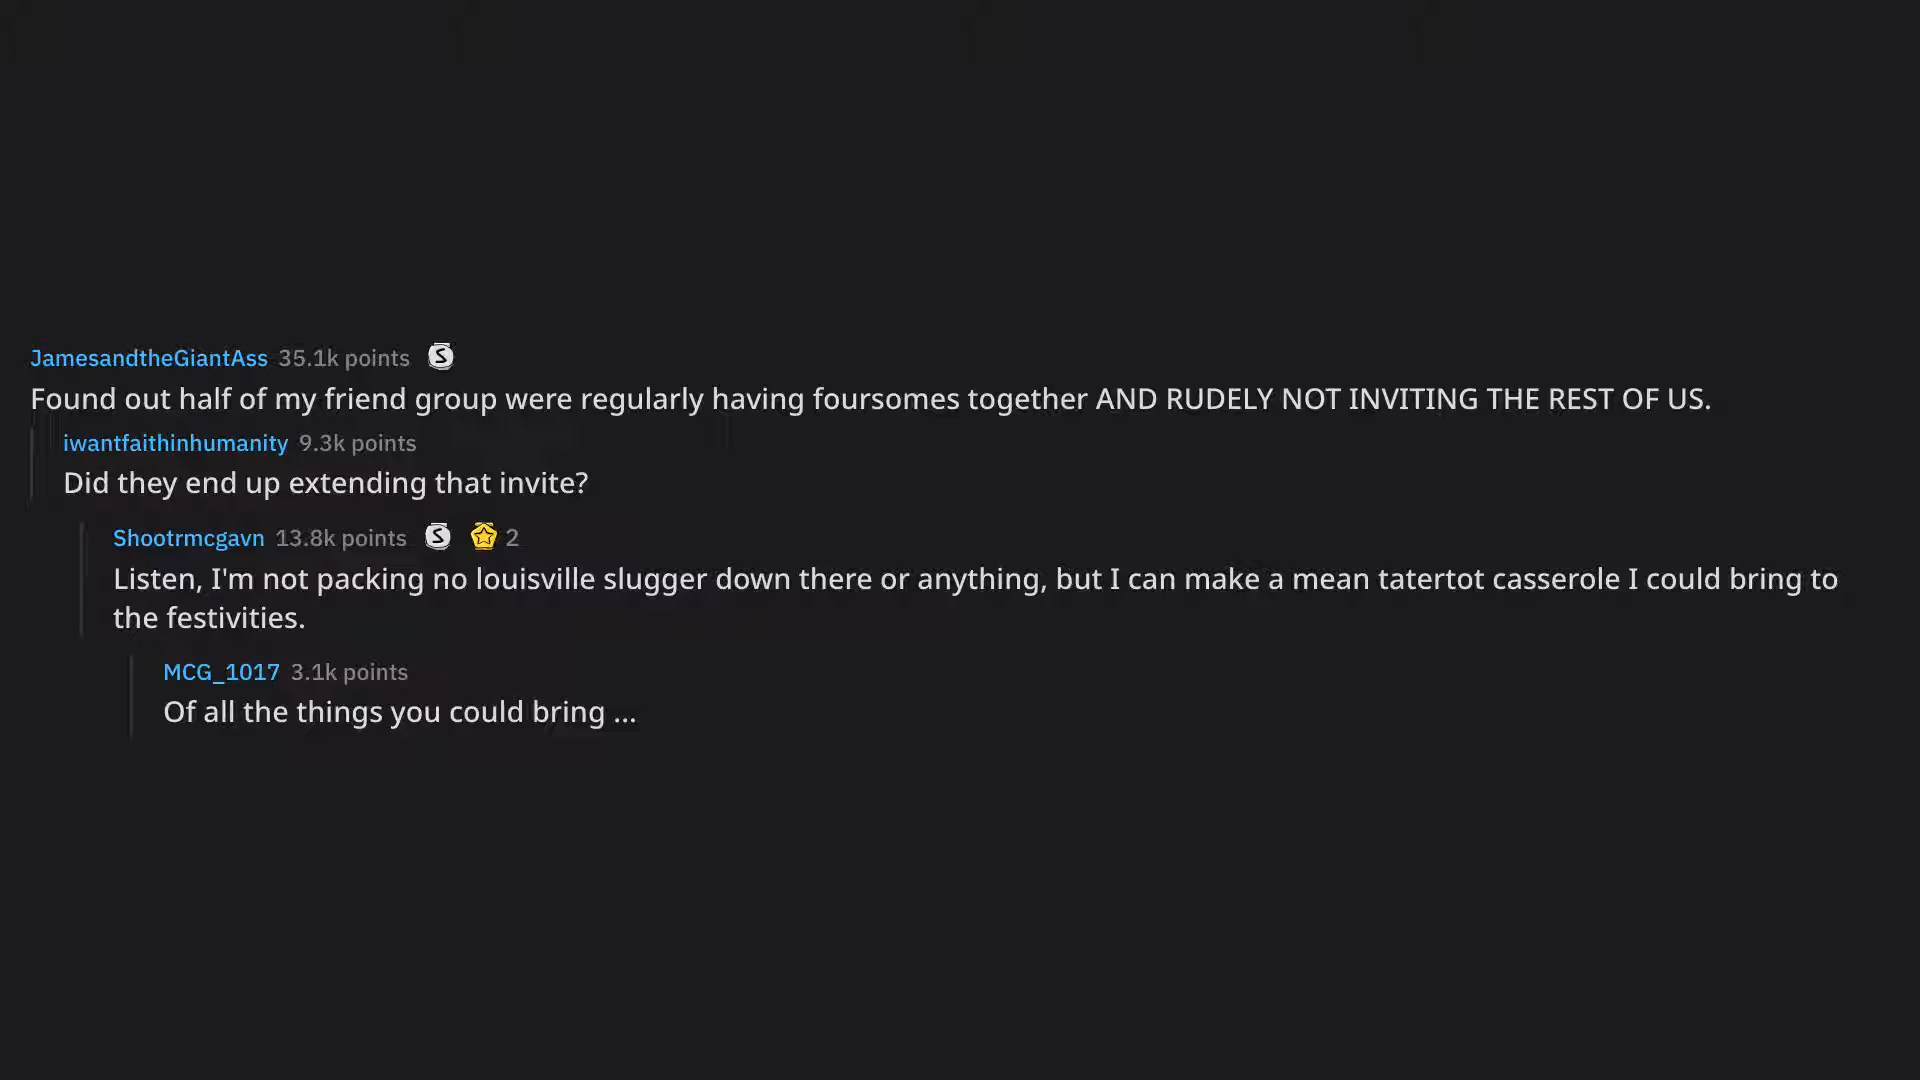 JamesandtheGiantAss 35.1k points
Found out half of my friend group were regularly having foursomes together AND RUDELY NOT INVITING THE REST OF US.
iwantfaithinhumanity 9.3k points
Did they end up extending that invite?
Shootrmcgavn 13.8k points 2
Listen, I'm not packing no louisville slugger down there or anything, but I can make a mean tatertot casserole I could bring to
the festivities.
MCG_1017 3.1k points
Of all the things you could bring ...